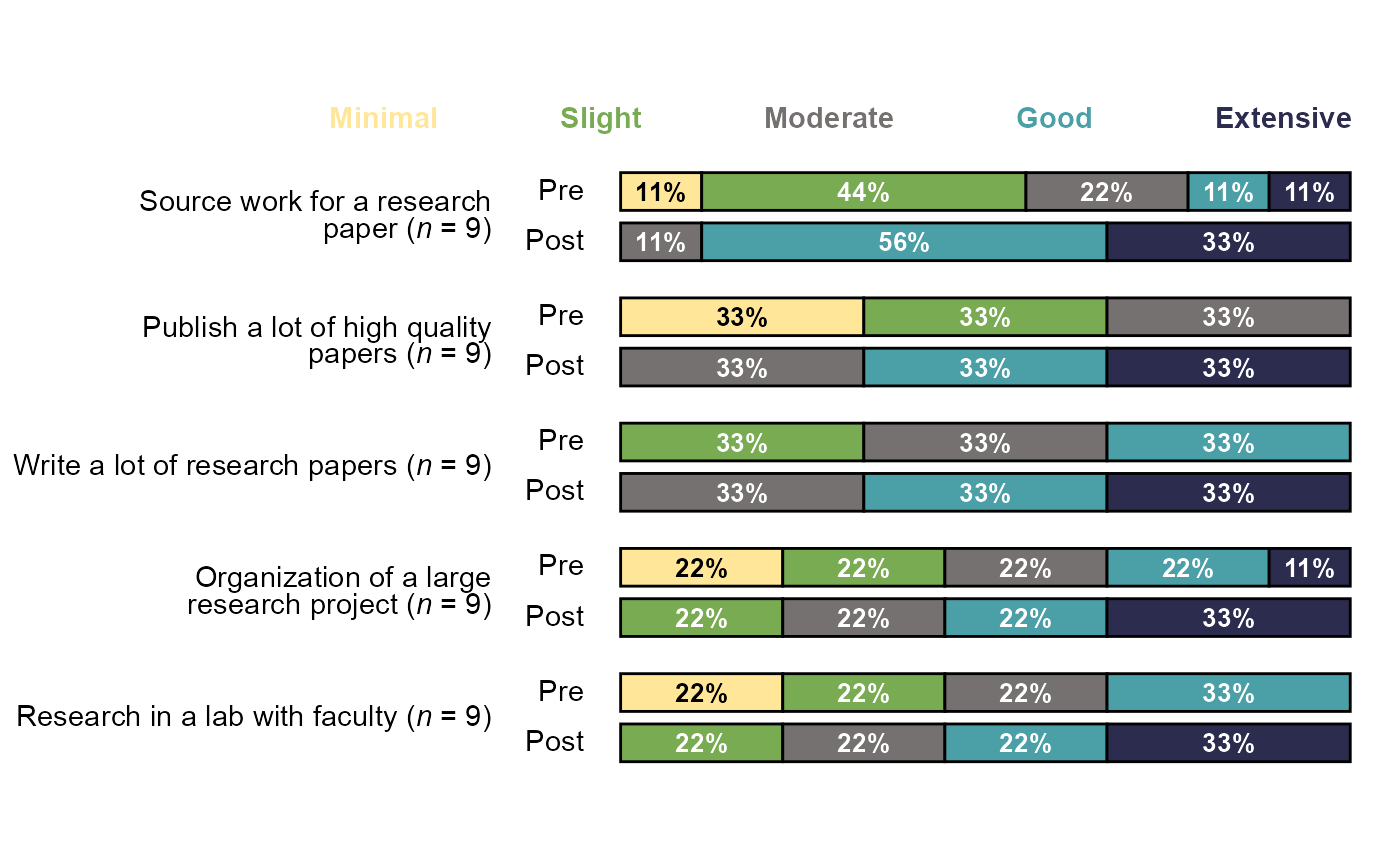 Minimal Slight Moderate Good Extensive
Source work for a research
paper (n = 9)
Pre 11% 44% 22% 11% 11%
Post 11% 56% 33%
Publish a lot of high quality
papers (n = 9)
Pre 33% 33% 33%
Post 33% 33% 33%
Write a lot of research papers (n = 9)
Pre 33% 33% 33%
Post 33% 33% 33%
Organization of a large
research project (n = 9)
Pre 22% 22% 22% 22% 11%
Post 22% 22% 22% 33%
Research in a lab with faculty (n = 9)
Pre 22% 22% 22% 33%
Post 22% 22% 22% 33%